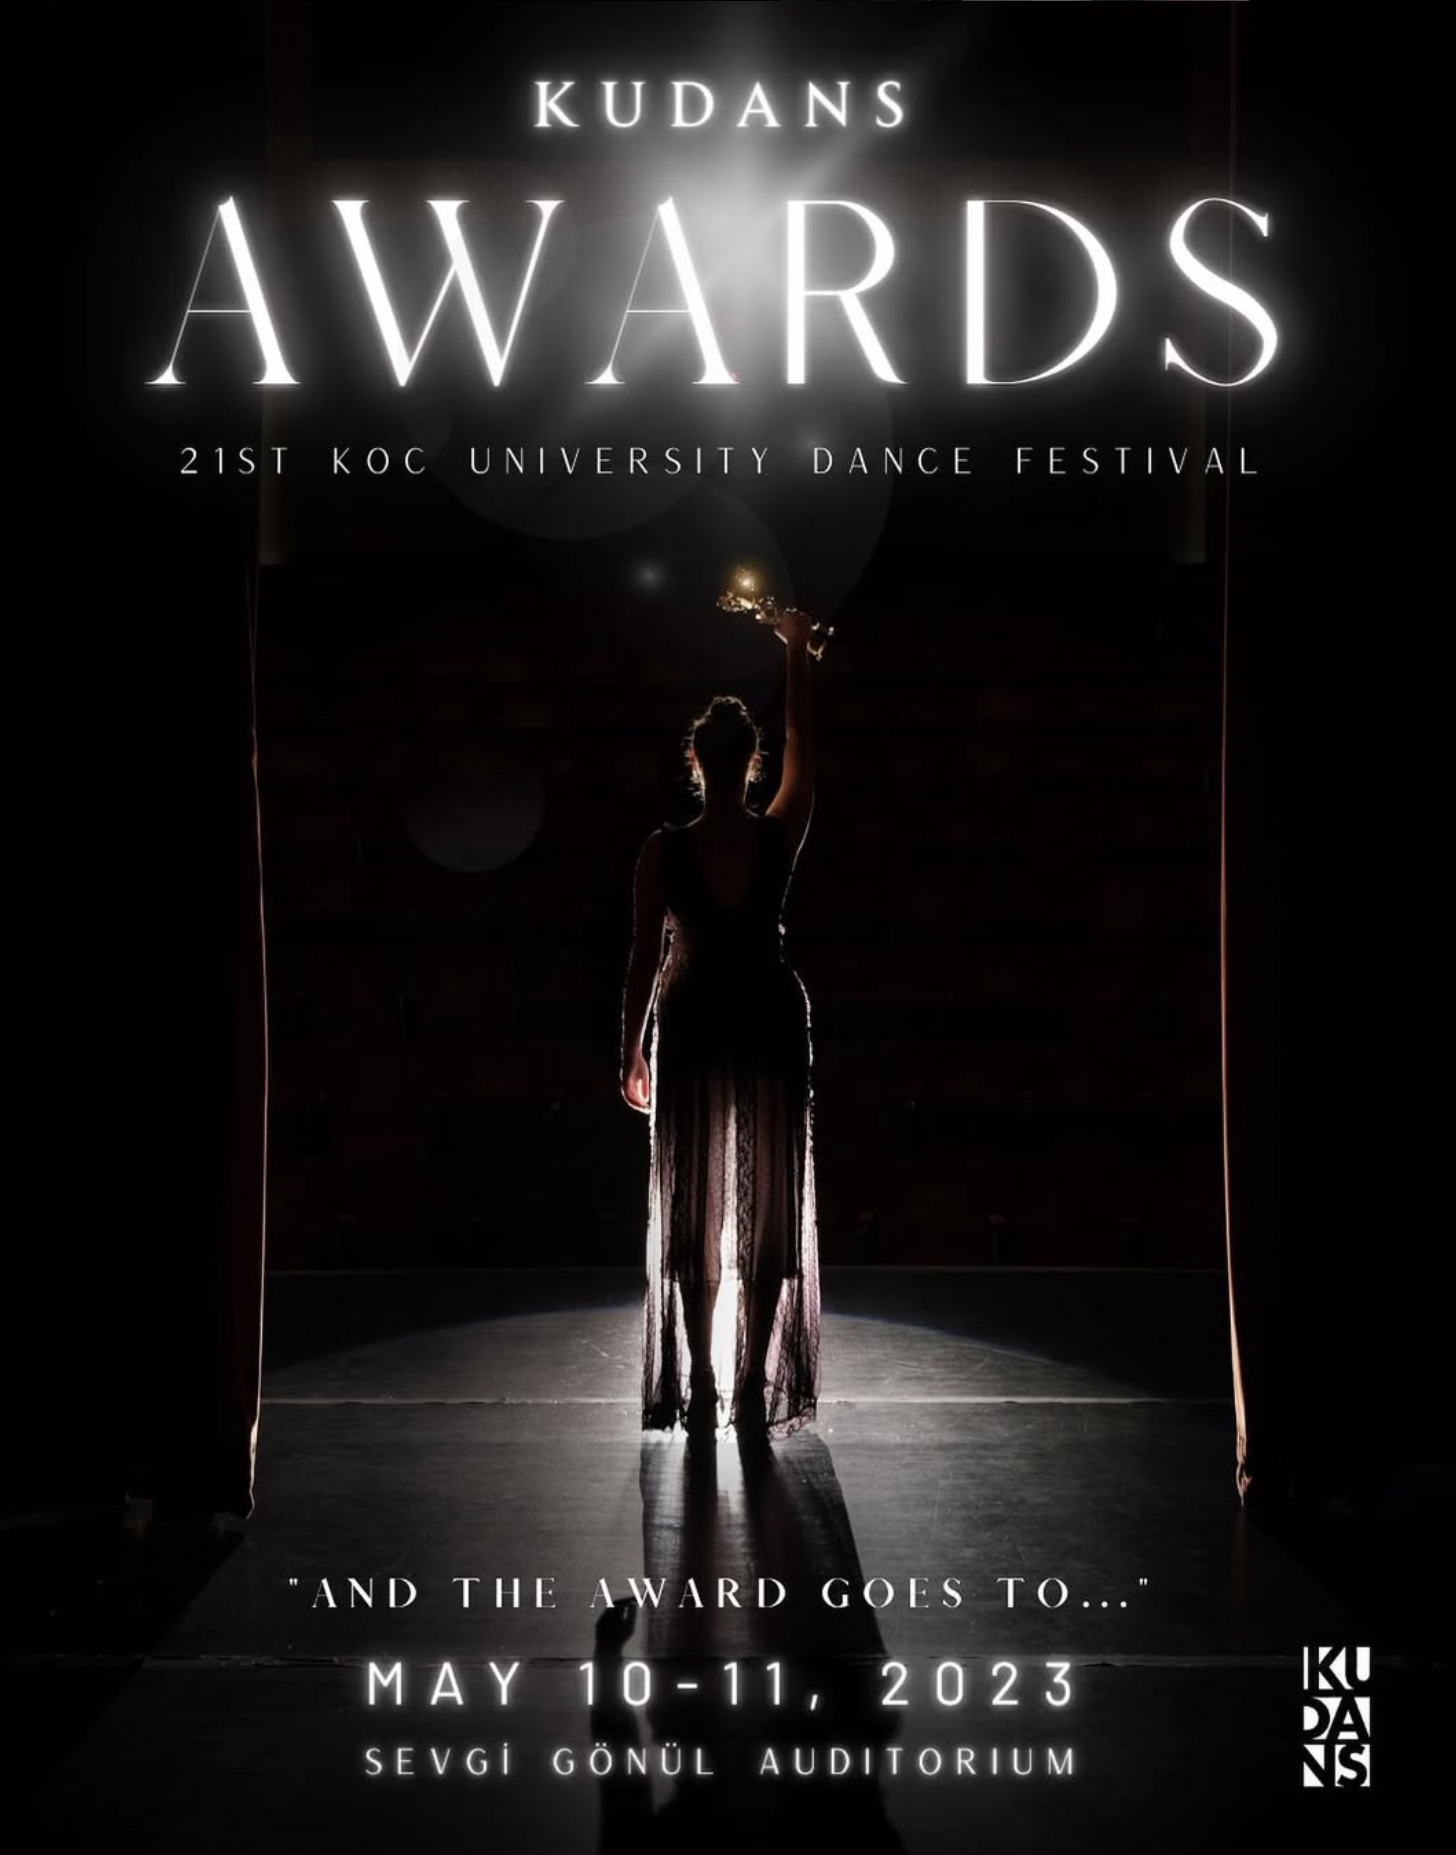 KUDANS
AWARDS
21ST KOC UNIVERSITY DANCE FESTIVAL
"AND THE AWARD GOES TO..."
MAY 10-11, 2023
SEVGİ GÖNÜL AUDITORIUM
KU
DA
NS